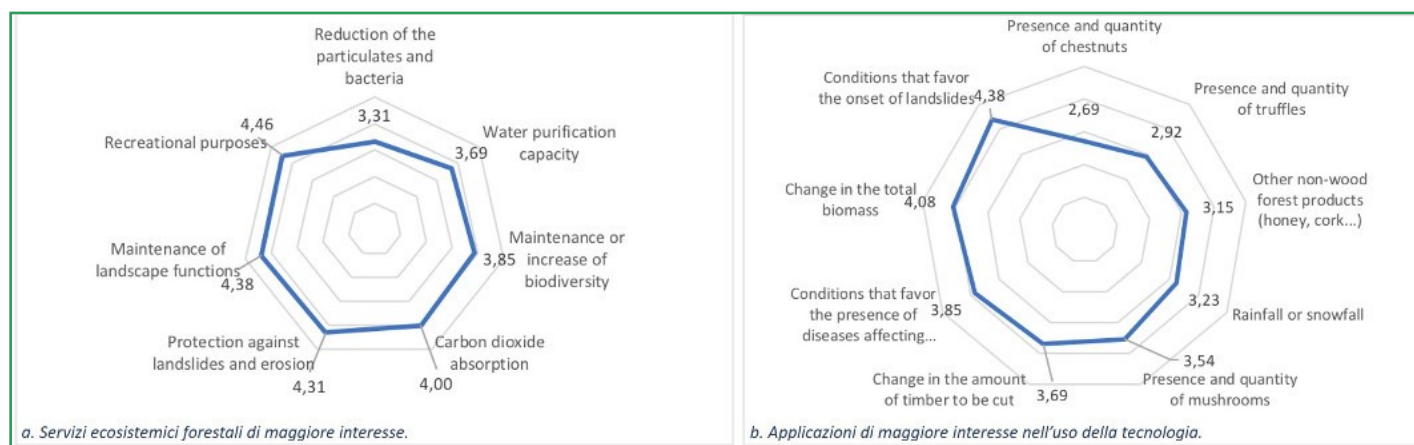 Reduction of the
particulates and
bacteria
3,31
Water purification
capacity
3,69
Maintenance or
increase of
biodiversity
3,85
Carbon dioxide
absorption
4,00
Protection against
landslides and erosion
4,31
Maintenance of
landscape functions
4,38
Recreational purposes
4,46
a. Servizi ecosistemici forestali di maggiore interesse.
Presence and quantity
of chestnuts
2,69
Presence and quantity
of truffles
2,92
Other non-wood
forest products
(honey, cork...)
3,15
Rainfall or snowfall
3,23
Presence and quantity
of mushrooms
3,54
Change in the amount
of timber to be cut
3,69
Conditions that favor
the presence of
diseases affecting...
3,85
Change in the total
biomass
4,08
Conditions that favor
the onset of landslides
4,38
b. Applicazioni di maggiore interesse nell'uso della tecnologia.